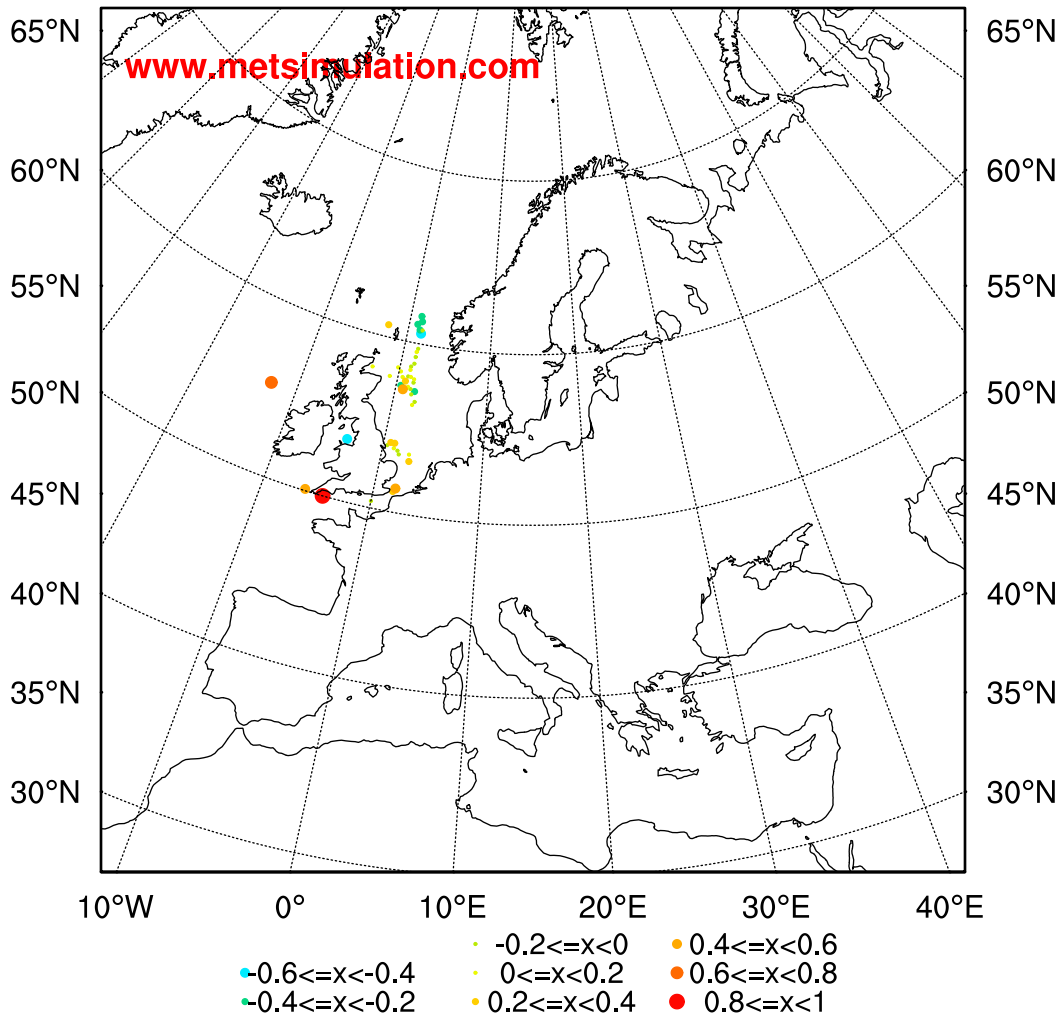 www.metsimulation.com
65°N 65°N
60°N 60°N
55°N 55°N
50°N 50°N
45°N 45°N
40°N 40°N
35°N 35°N
30°N 30°N
10°W 0° 10°E 20°E 30°E 40°E
-0.2<=x<0 0.4<=x<0.6
-0.6<=x<-0.4 0<=x<0.2 0.6<=x<0.8
-0.4<=x<-0.2 0.2<=x<0.4 0.8<=x<1